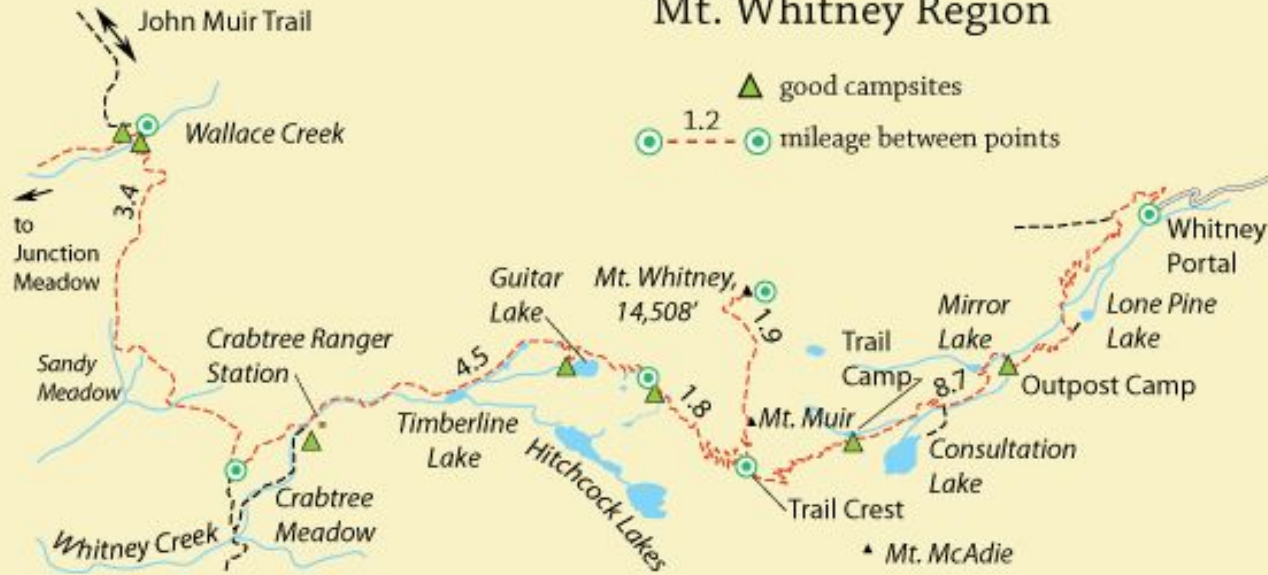 Mt. Whitney Region
good campsites
1.2
mileage between points
John Muir Trail
Wallace Creek
3.4
to
Junction
Meadow
Sandy
Meadow
Crabtree Ranger
Station
4.5
Guitar
Lake
Mt. Whitney,
14,508'
1.9
Timberline
Lake
Hitchcock Lakes
1.8
Mt. Muir
Trail
Camp
Mirror
Lake
8.7
Outpost Camp
Whitney
Portal
Lone Pine
Lake
Consultation
Lake
Trail Crest
Mt. McAdie
Crabtree
Meadow
Whitney Creek